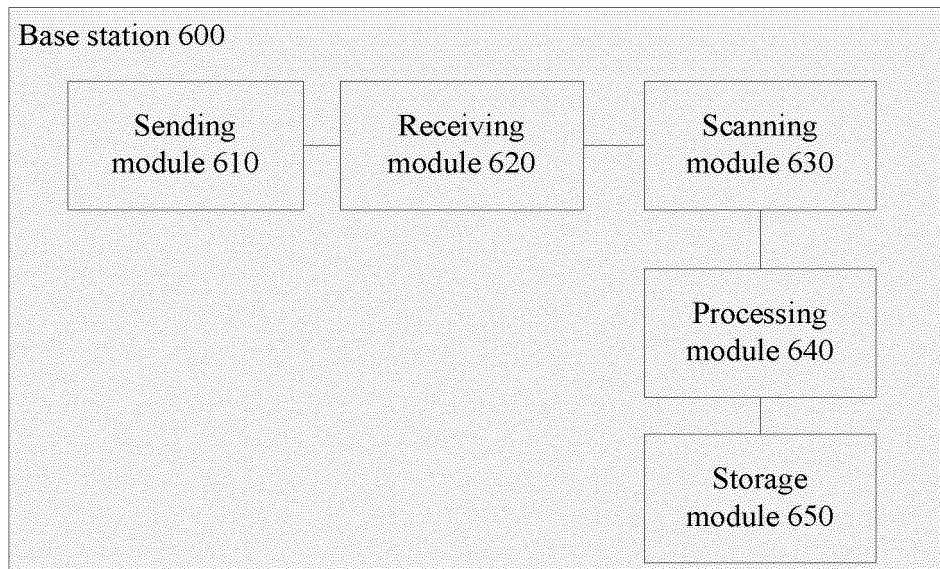 Base station 600
Sending
module 610
Receiving
module 620
Scanning
module 630
Processing
module 640
Storage
module 650